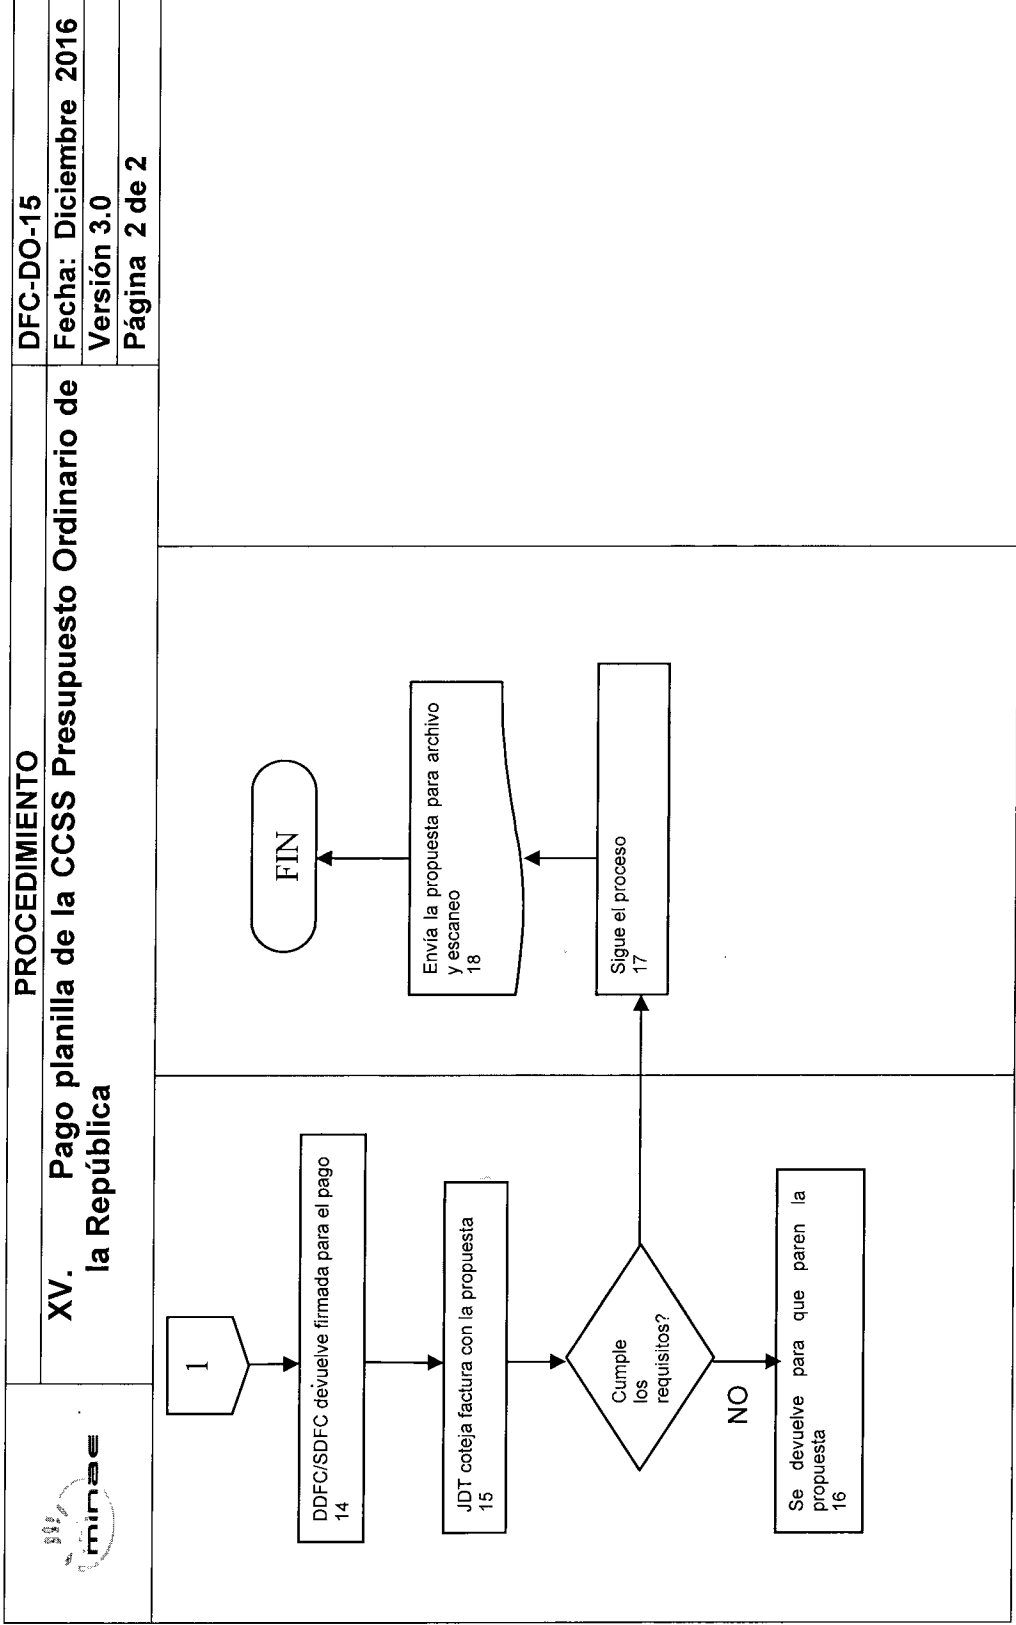 minae
PROCEDIMIENTO
DFC-DO-15
XV. Pago planilla de la CCSS Presupuesto Ordinario de
la República
Fecha: Diciembre 2016
Versión 3.0
Página 2 de 2
1
DDFC/SDFC devuelve firmada para el pago
14
JDT coteja factura con la propuesta
15
Cumple
los
requisitos?
NO
Se devuelve para que paren la
propuesta
16
Sigue el proceso
17
Envía la propuesta para archivo
y escaneo
18
FIN